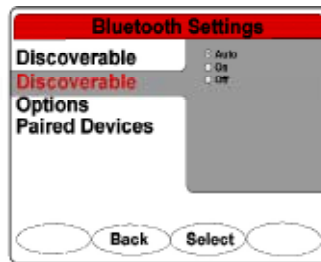 Bluetooth Settings
Discoverable
Discoverable
Options
Paired Devices
Auto
On
Off
Back
Select